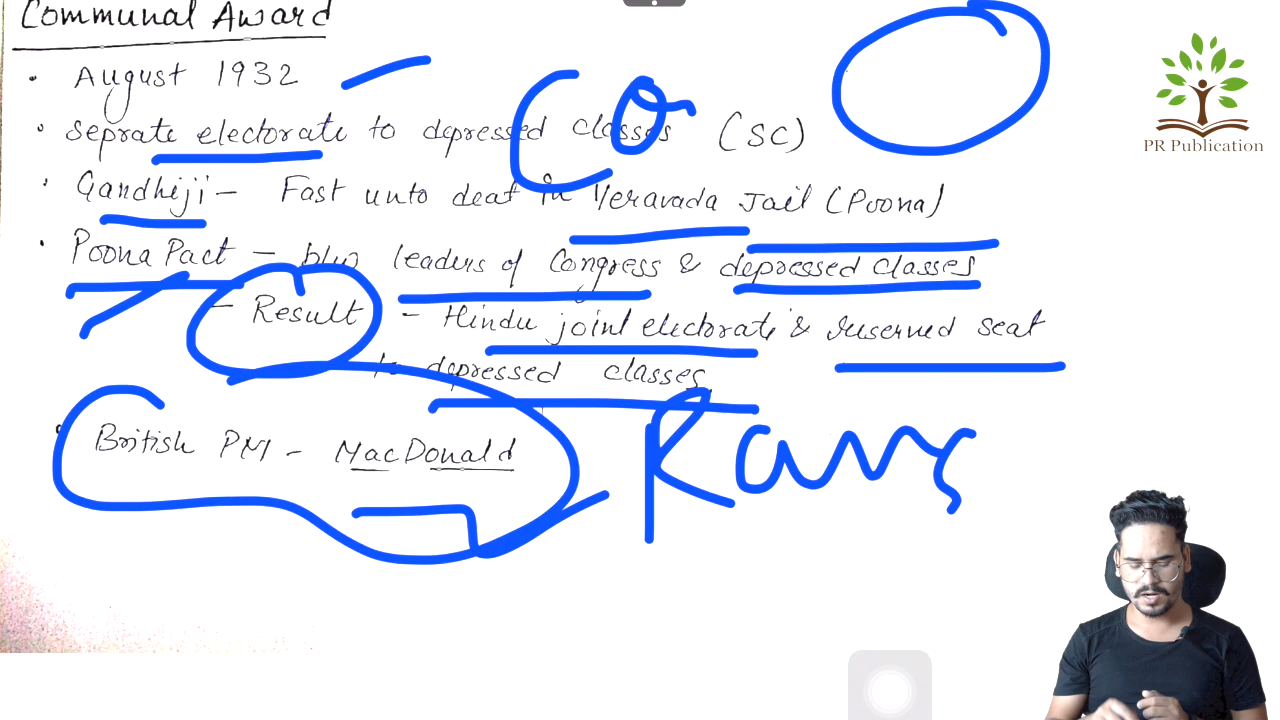 Communal Award
• August 1932
• Seprate electorate to depressed classes (SC)
• Gandhiji - Fast unto deat in Yeravada Jail (Poona)
• Poona Pact - b/w leaders of Congress & depressed classes
- Result - Hindu joint electorate & reserved seat
to depressed classes
• British PM - MacDonald
Co
Rams
PR Publication